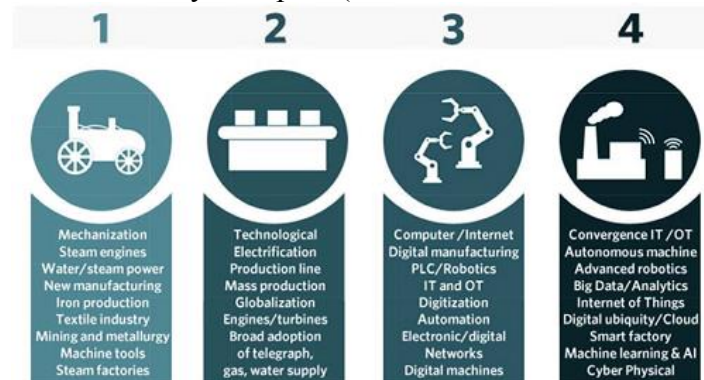 1 2 3 4
Mechanization
Steam engines
Water/steam power
New manufacturing
Iron production
Textile industry
Mining and metallurgy
Machine tools
Steam factories
Technological
Electrification
Production line
Mass production
Globalization
Engines/turbines
Broad adoption
of telegraph,
gas, water supply
Computer/Internet
Digital manufacturing
PLC/Robotics
IT and OT
Digitization
Automation
Electronic/digital
Networks
Digital machines
Convergence IT/OT
Autonomous machine
Advanced robotics
Big Data/Analytics
Internet of Things
Digital ubiquity/Cloud
Smart factory
Machine learning & AI
Cyber Physical